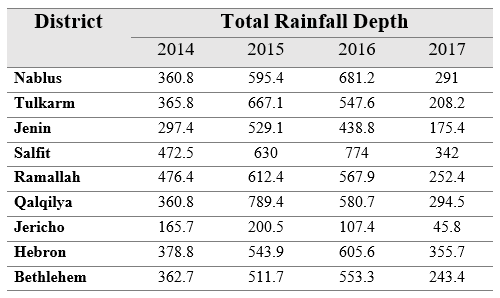 District Total Rainfall Depth
2014 2015 2016 2017
Nablus 360.8 595.4 681.2 291
Tulkarm 365.8 667.1 547.6 208.2
Jenin 297.4 529.1 438.8 175.4
Salfit 472.5 630 774 342
Ramallah 476.4 612.4 567.9 252.4
Qalqilya 360.8 789.4 580.7 294.5
Jericho 165.7 200.5 107.4 45.8
Hebron 378.8 543.9 605.6 355.7
Bethlehem 362.7 511.7 553.3 243.4